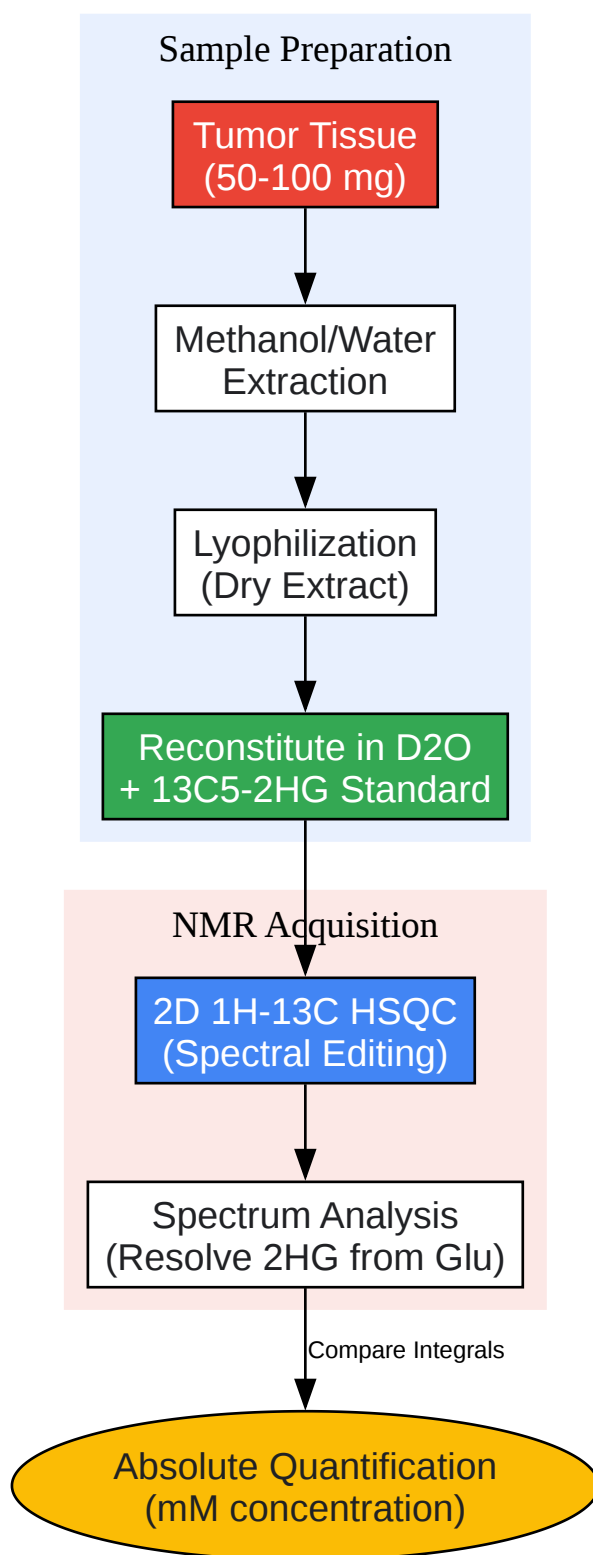 Sample Preparation
Tumor Tissue
(50-100 mg)
Methanol/Water
Extraction
Lyophilization
(Dry Extract)
Reconstitute in D2O
+ 13C5-2HG Standard
NMR Acquisition
2D 1H-13C HSQC
(Spectral Editing)
Spectrum Analysis
(Resolve 2HG from Glu)
Compare Integrals
Absolute Quantification
(mM concentration)